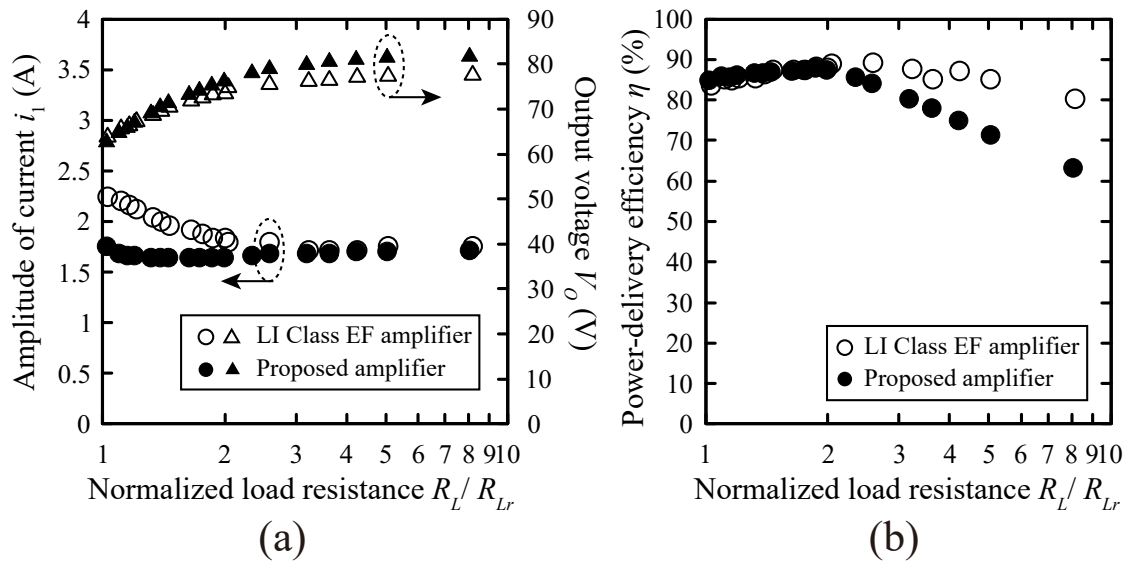 Amplitude of current i1 (A)
4
3.5
3
2.5
2
1.5
1
0.5
0
90
80
70
60
50
40
30
20
10
0
Output voltage VO (V)
LI Class EF amplifier
Proposed amplifier
1 2 3 4 5 6 7 8 910
Normalized load resistance RL/ RLr
(a)
Power-delivery efficiency η (%)
100
90
80
70
60
50
40
30
20
10
0
LI Class EF amplifier
Proposed amplifier
1 2 3 4 5 6 7 8 910
Normalized load resistance RL/ RLr
(b)